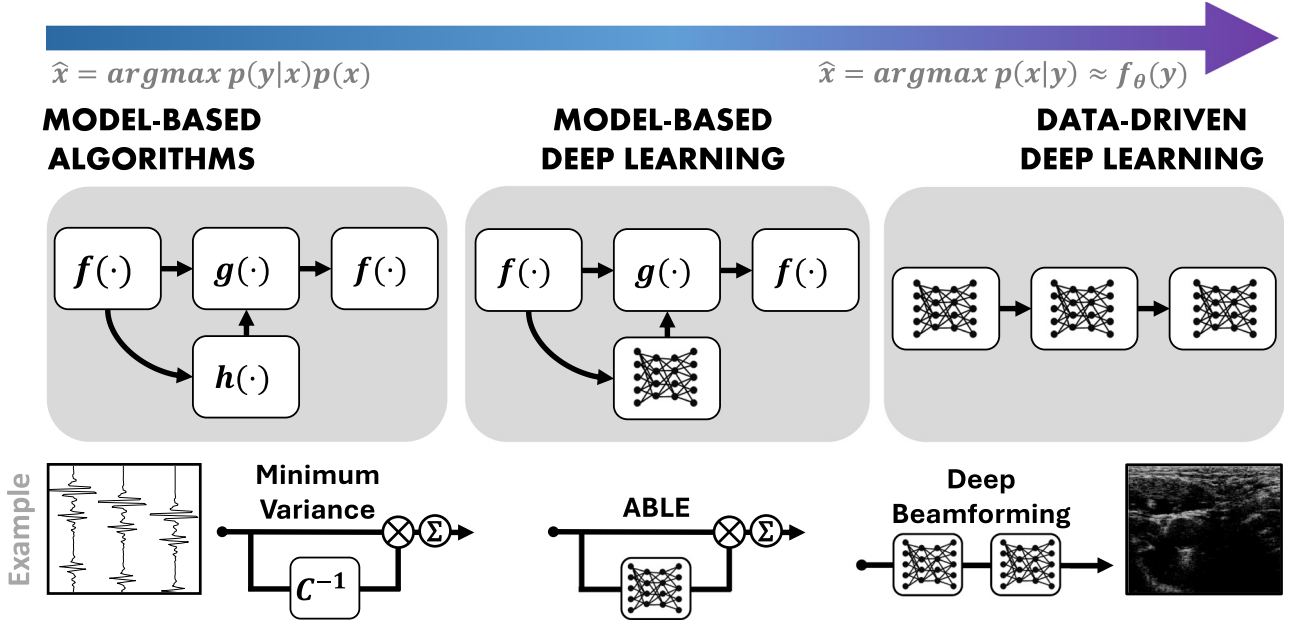 x̂ = argmax p(y|x)p(x)
x̂ = argmax p(x|y) ≈ f_θ(y)
MODEL-BASED
ALGORITHMS
MODEL-BASED
DEEP LEARNING
DATA-DRIVEN
DEEP LEARNING
f(·)
g(·)
f(·)
h(·)
f(·)
g(·)
f(·)
Example
Minimum
Variance
C⁻¹
Σ
ABLE
Σ
Deep
Beamforming